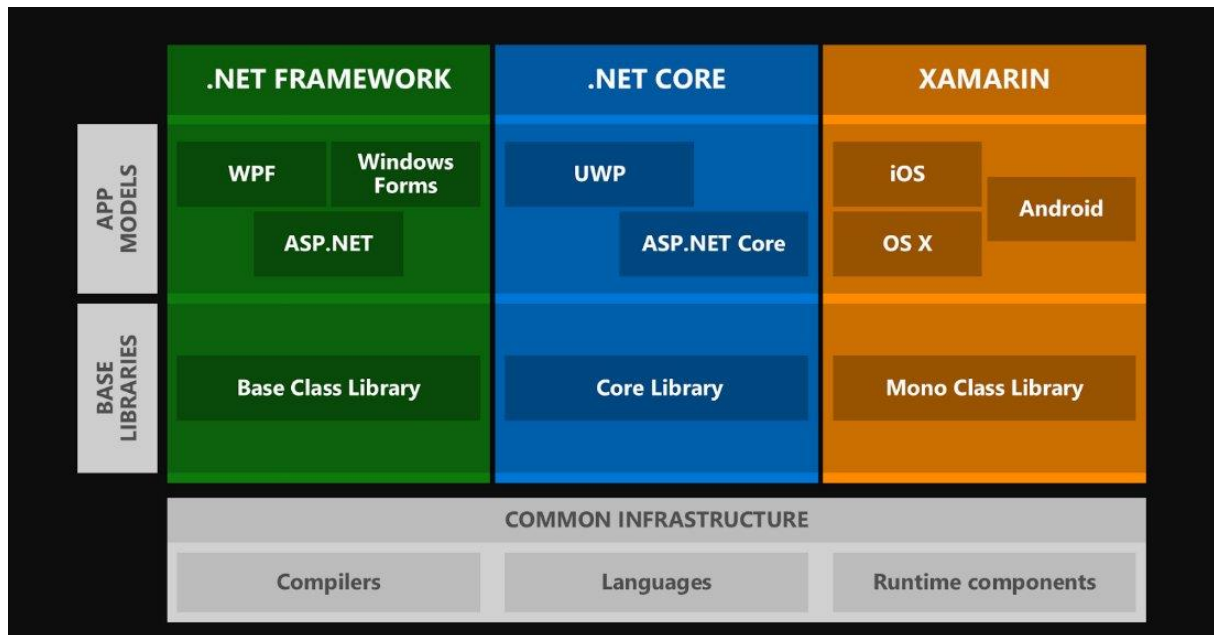 .NET FRAMEWORK
.NET CORE
XAMARIN
APP
MODELS
WPF
Windows
Forms
ASP.NET
UWP
ASP.NET Core
iOS
Android
OS X
BASE
LIBRARIES
Base Class Library
Core Library
Mono Class Library
COMMON INFRASTRUCTURE
Compilers
Languages
Runtime components